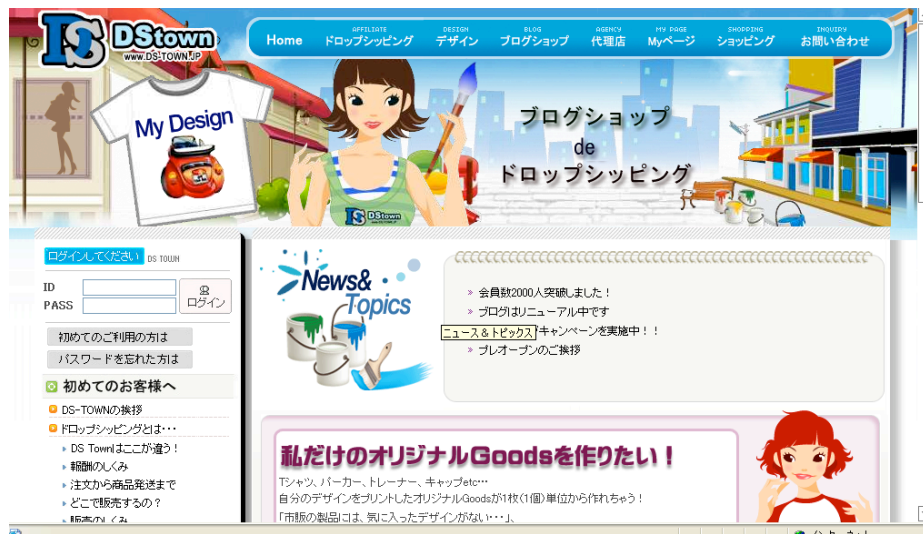 DStown
www.DS-TOWN.JP
Home
AFFILIATE
ドロップシッピング
DESIGN
デザイン
BLOG
ブログショップ
AGENCY
代理店
MY PAGE
Myページ
SHOPPING
ショッピング
INQUIRY
お問い合わせ
My Design
DStown
ブログショップ
de
ドロップシッピング
ログインしてください DS TOWN
ID
PASS
ログイン
初めてのご利用の方は
パスワードを忘れた方は
初めてのお客様へ
DS-TOWNの挨拶
ドロップシッピングとは・・・
DS Townはここが違う！
報酬のしくみ
注文から商品発送まで
どこで販売するの？
販売のしくみ
News&
Topics
会員数2000人突破しました！
ブログはリニューアル中です
ニュース＆トピックス
キャンペーンを実施中！！
プレオープンのご挨拶
私だけのオリジナルGoodsを作りたい！
Tシャツ、パーカー、トレーナー、キャップetc…
自分のデザインをプリントしたオリジナルGoodsが1枚(1個)単位から作れちゃう！
「市販の製品には、気に入ったデザインがない・・・」、